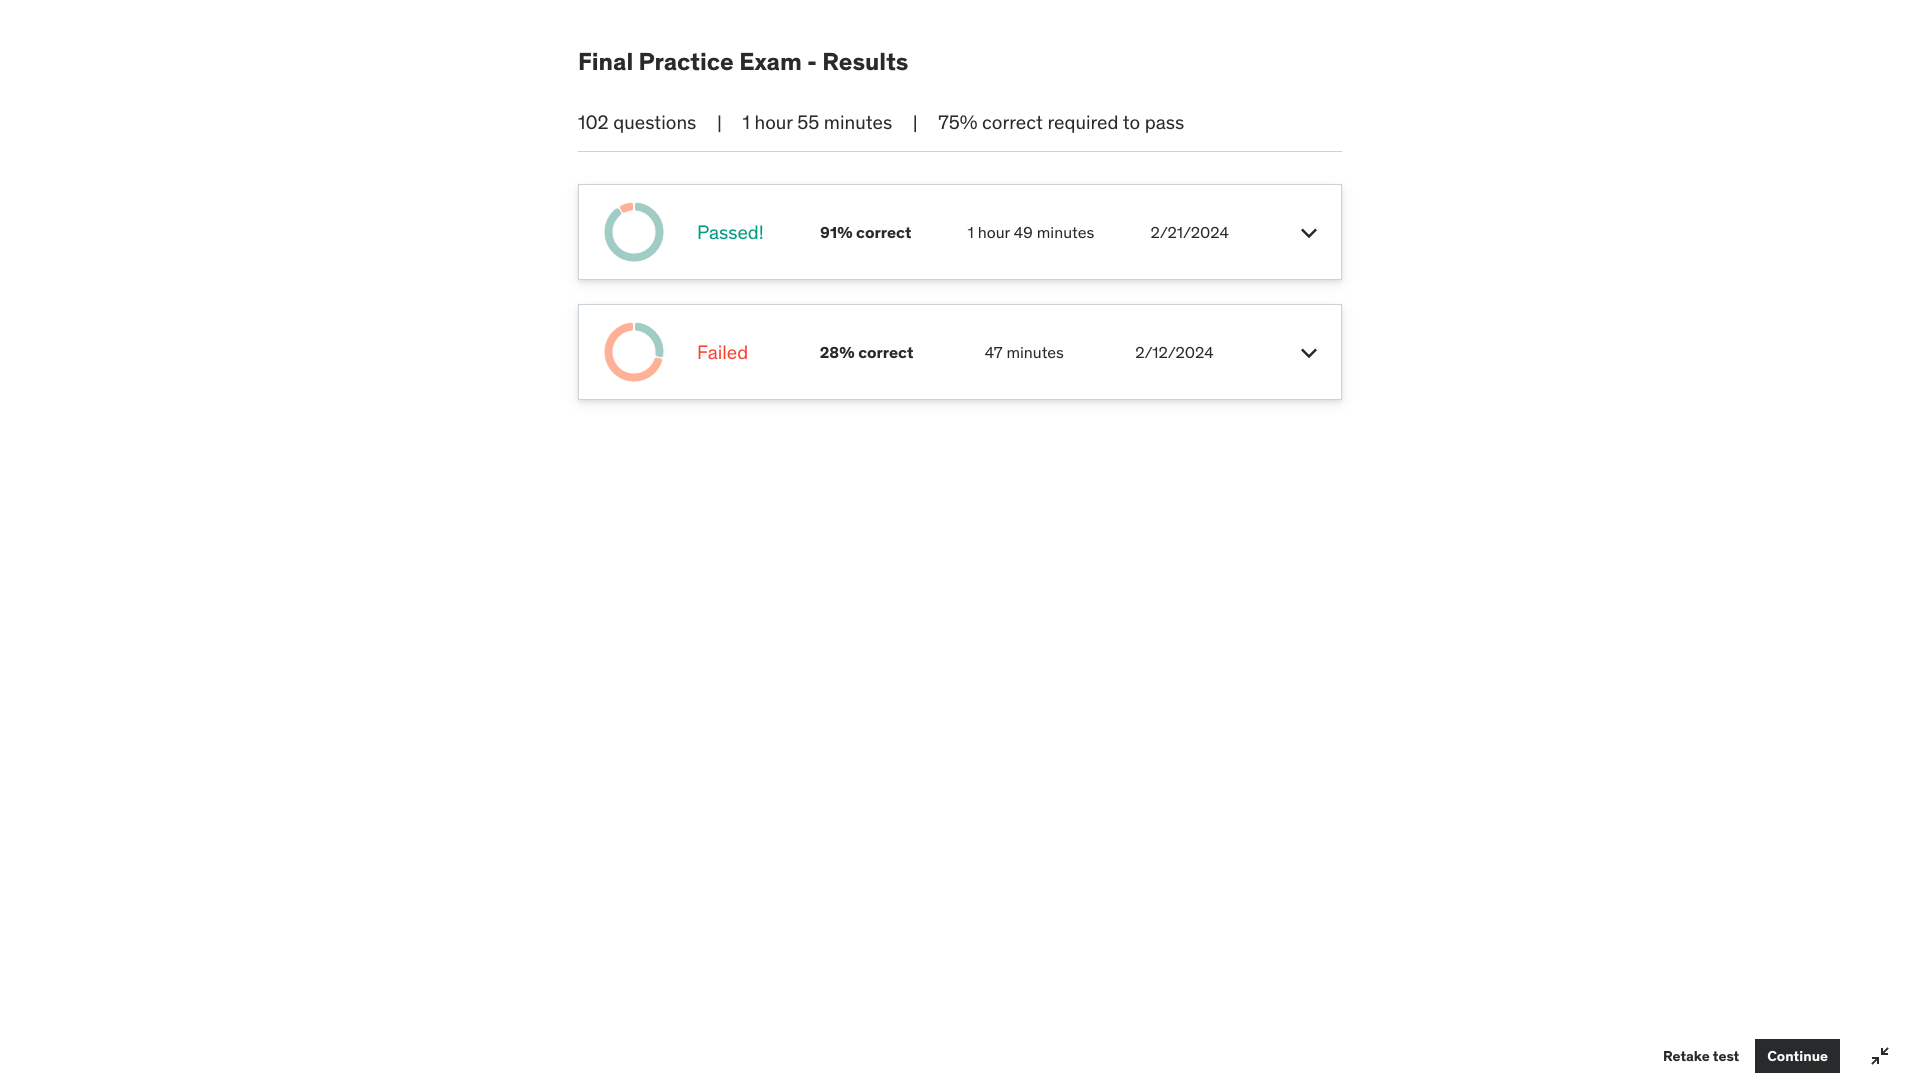 Final Practice Exam - Results
102 questions | 1 hour 55 minutes | 75% correct required to pass
Passed! 91% correct 1 hour 49 minutes 2/21/2024
Failed 28% correct 47 minutes 2/12/2024
Retake test Continue